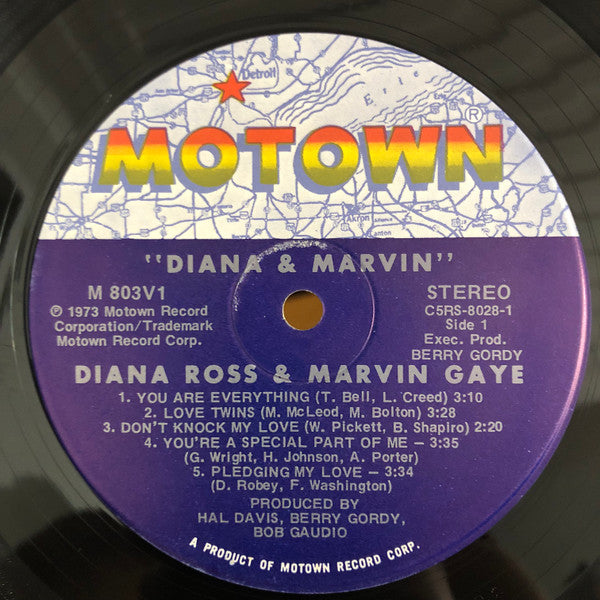 Detroit
Erie
MOTOWN®
Akron
Canton
"DIANA & MARVIN"
M 803V1
℗ 1973 Motown Record
Corporation/Trademark
Motown Record Corp.
STEREO
C5RS-8028-1
Side 1
Exec. Prod.
BERRY GORDY
DIANA ROSS & MARVIN GAYE
1. YOU ARE EVERYTHING (T. Bell, L. Creed) 3:10
2. LOVE TWINS (M. McLeod, M. Bolton) 3:28
3. DON'T KNOCK MY LOVE (W. Pickett, B. Shapiro) 2:20
4. YOU'RE A SPECIAL PART OF ME – 3:35
(G. Wright, H. Johnson, A. Porter)
5. PLEDGING MY LOVE – 3:34
(D. Robey, F. Washington)
PRODUCED BY
HAL DAVIS, BERRY GORDY,
BOB GAUDIO
A PRODUCT OF MOTOWN RECORD CORP.